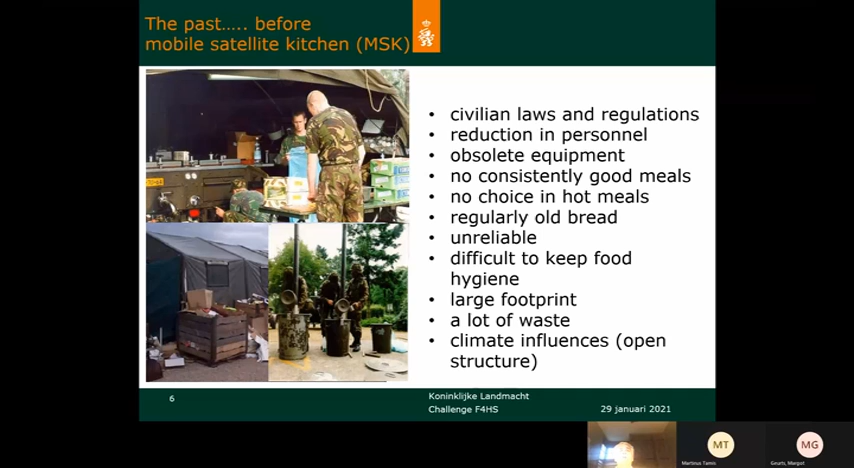 The past..... before
mobile satellite kitchen (MSK)
• civilian laws and regulations
• reduction in personnel
• obsolete equipment
• no consistently good meals
• no choice in hot meals
• regularly old bread
• unreliable
• difficult to keep food
hygiene
• large footprint
• a lot of waste
• climate influences (open
structure)
6
Koninklijke Landmacht
Challenge F4HS
29 januari 2021
MT
MG
Martinus Tamis
Geurts, Margot